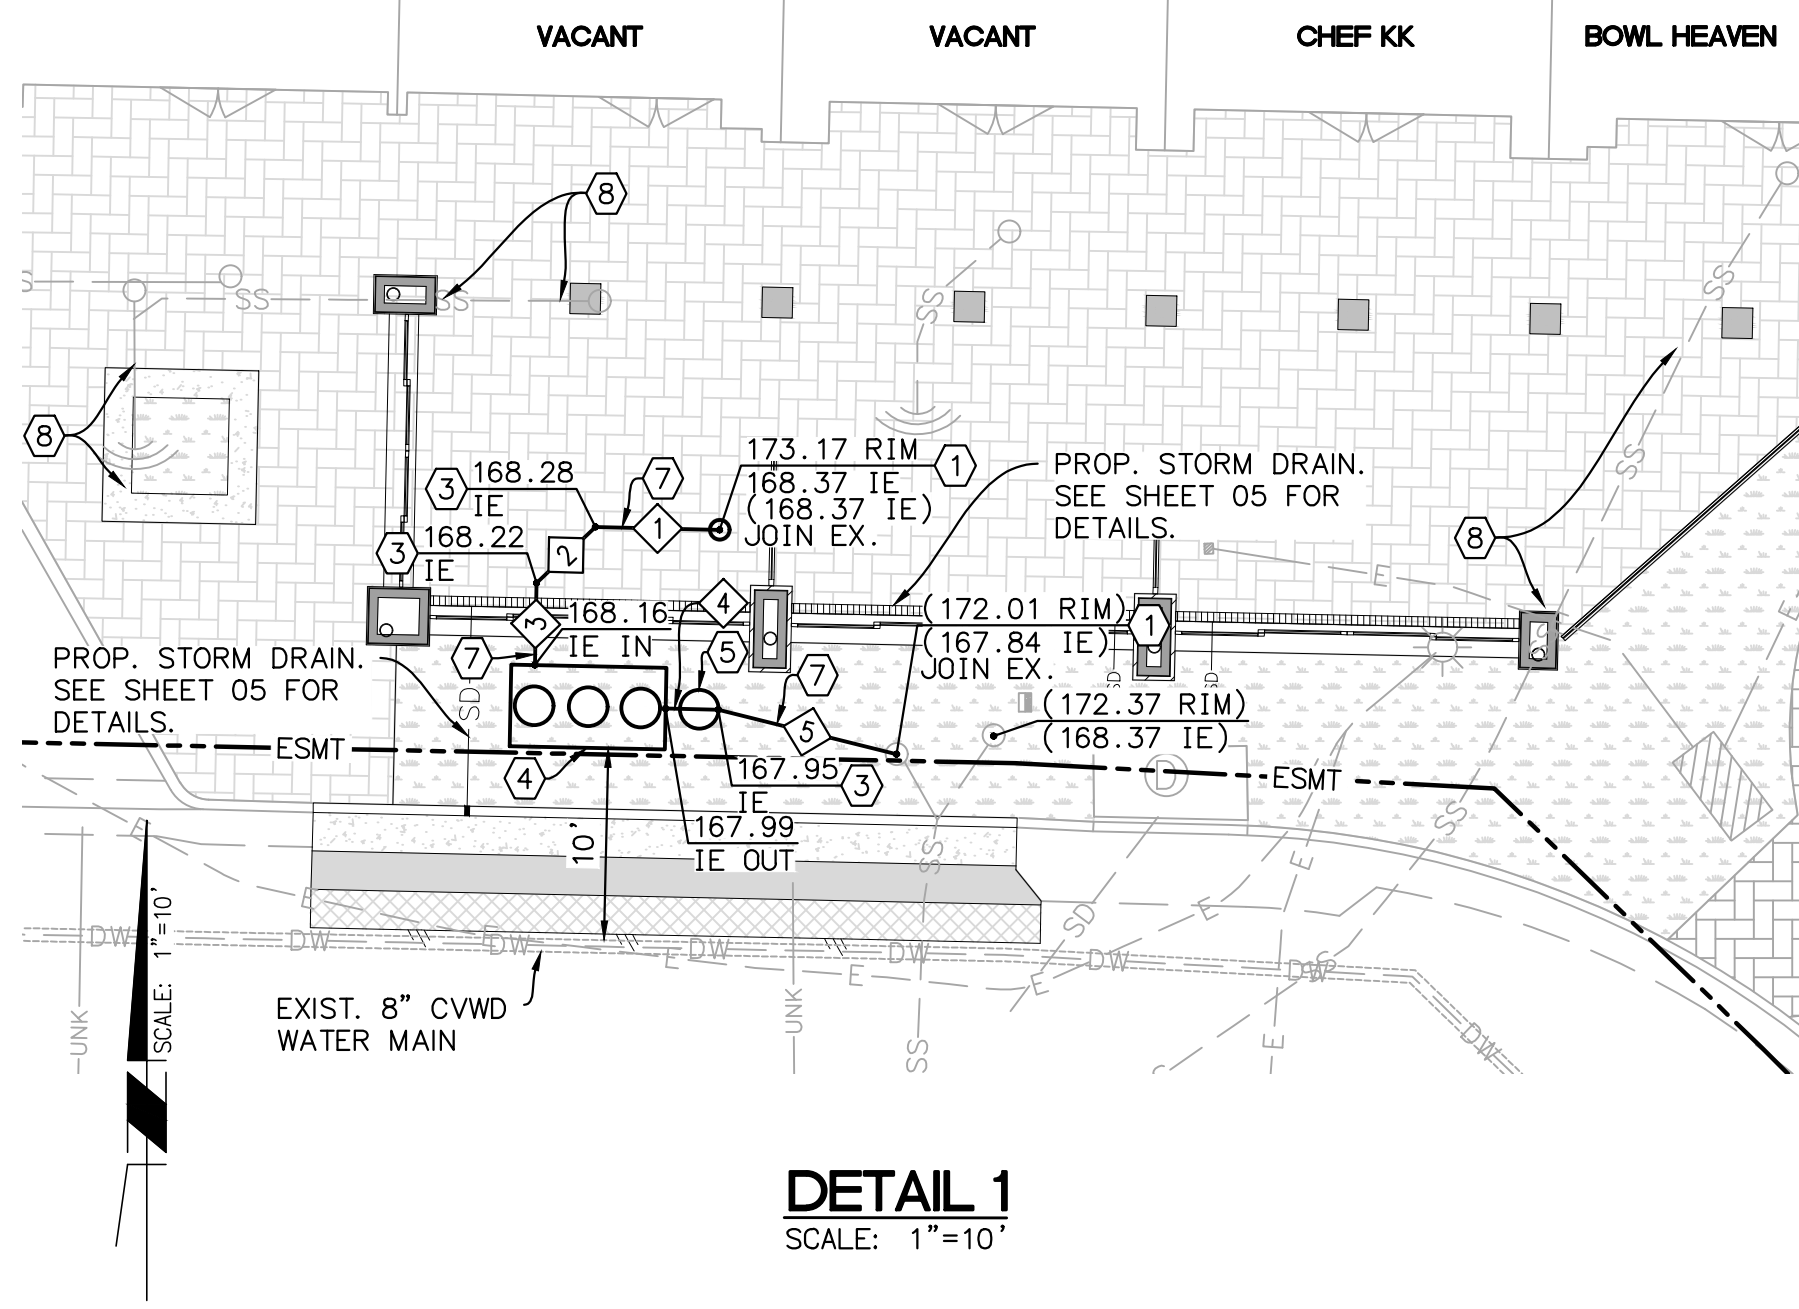 VACANT
VACANT
CHEF KK
BOWL HEAVEN
8
SS
SS
SS
SS
8
173.17 RIM
1
168.37 IE
(168.37 IE)
JOIN EX.
3
168.28
IE
7
1
2
3
168.22
IE
PROP. STORM DRAIN.
SEE SHEET 05 FOR
DETAILS.
SS
8
8
E
E
4
3
168.16
IE IN
(172.01 RIM)
1
(167.84 IE)
JOIN EX.
5
7
7
PROP. STORM DRAIN.
SEE SHEET 05 FOR
DETAILS.
SD
SD
SD
SS
(172.37 RIM)
(168.37 IE)
5
ESMT
4
167.95
IE
3
D
ESMT
167.99
IE OUT
10'
SS
SS
E
E
E
E
SD
E
DW
DW
DW
DW
DW
DW
DW
DW
E
E
E
E
E
SS
SS
UNK
UNK
EXIST. 8" CVWD
WATER MAIN
SCALE: 1"=10'
DETAIL 1
SCALE: 1"=10'